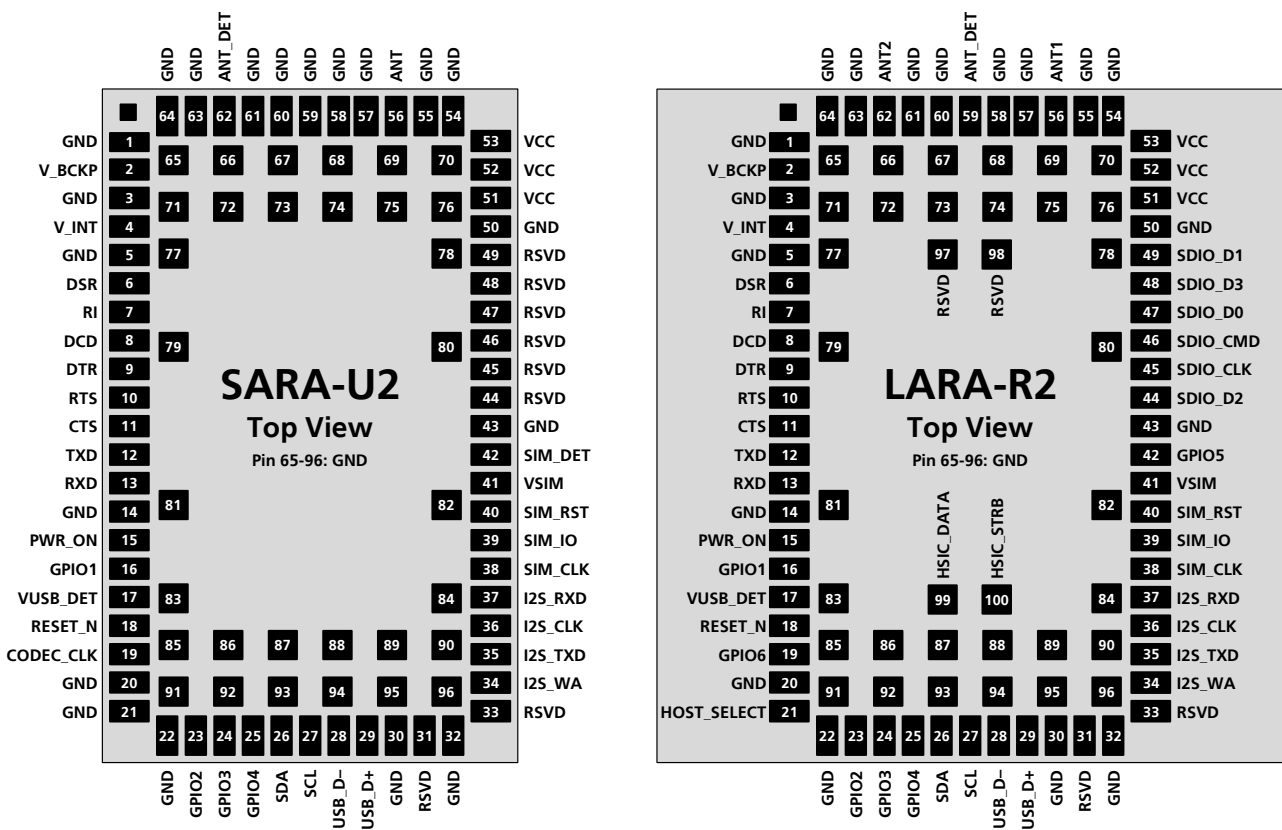 GND GND ANT_DET GND GND SCL GND GND ANT GND GND
64 63 62 61 60 59 58 57 56 55 54
GND 1 53 VCC
65 66 67 68 69 70
V_BCKP 2 52 VCC
GND 3 51 VCC
71 72 73 74 75 76
V_INT 4 50 GND
GND 5 77 78 49 RSVD
DSR 6 48 RSVD
RI 7 47 RSVD
DCD 8 79 80 46 RSVD
DTR 9 45 RSVD
RTS 10 SARA-U2 44 RSVD
CTS 11 Top View 43 GND
TXD 12 Pin 65-96: GND 42 SIM_DET
RXD 13 41 VSIM
GND 14 81 82 40 SIM_RST
PWR_ON 15 39 SIM_IO
GPIO1 16 38 SIM_CLK
VUSB_DET 17 83 84 37 I2S_RXD
RESET_N 18 36 I2S_CLK
85 86 87 88 89 90
CODEC_CLK 19 35 I2S_TXD
GND 20 34 I2S_WA
91 92 93 94 95 96
GND 21 33 RSVD
22 23 24 25 26 27 28 29 30 31 32
GND GPIO2 GPIO3 GPIO4 SDA SCL USB_D– USB_D+ GND RSVD GND
GND GND ANT2 GND GND ANT_DET GND GND ANT1 GND GND
64 63 62 61 60 59 58 57 56 55 54
GND 1 53 VCC
65 66 67 68 69 70
V_BCKP 2 52 VCC
GND 3 51 VCC
71 72 73 74 75 76
V_INT 4 50 GND
GND 5 77 97 98 78 49 SDIO_D1
DSR 6 RSVD RSVD 48 SDIO_D3
RI 7 47 SDIO_D0
DCD 8 79 80 46 SDIO_CMD
DTR 9 45 SDIO_CLK
RTS 10 LARA-R2 44 SDIO_D2
CTS 11 Top View 43 GND
TXD 12 Pin 65-96: GND 42 GPIO5
RXD 13 41 VSIM
GND 14 81 HSIC_DATA HSIC_STRB 82 40 SIM_RST
PWR_ON 15 39 SIM_IO
GPIO1 16 38 SIM_CLK
VUSB_DET 17 83 99 100 84 37 I2S_RXD
RESET_N 18 36 I2S_CLK
85 86 87 88 89 90
GPIO6 19 35 I2S_TXD
GND 20 34 I2S_WA
91 92 93 94 95 96
HOST_SELECT 21 33 RSVD
22 23 24 25 26 27 28 29 30 31 32
GND GPIO2 GPIO3 GPIO4 SDA SCL USB_D– USB_D+ GND RSVD GND